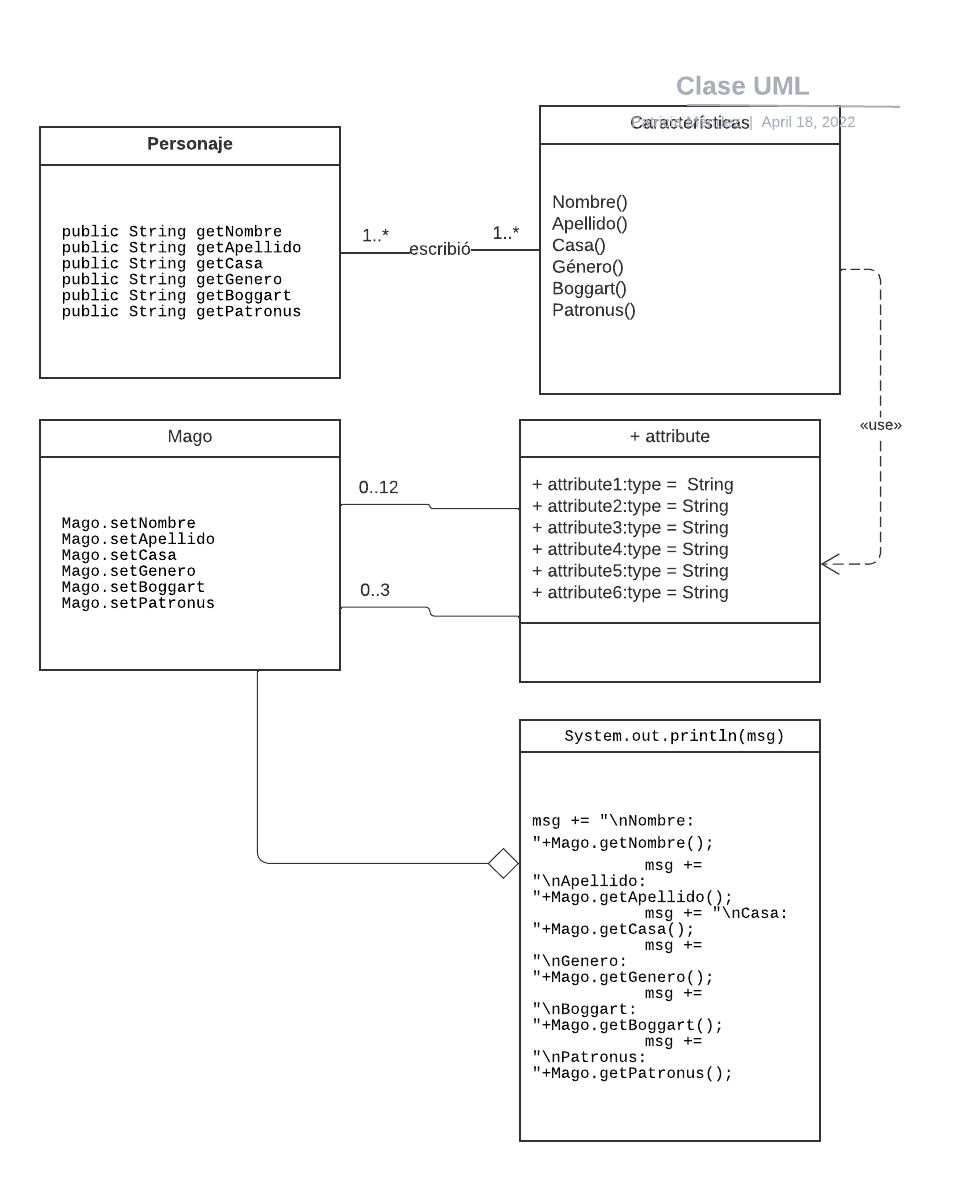 Clase UML
| April 18, 2022
Personaje
public String getNombre
public String getApellido
public String getCasa
public String getGenero
public String getBoggart
public String getPatronus
1..*
escribió
1..*
Características
Nombre()
Apellido()
Casa()
Género()
Boggart()
Patronus()
«use»
Mago
Mago.setNombre
Mago.setApellido
Mago.setCasa
Mago.setGenero
Mago.setBoggart
Mago.setPatronus
0..12
0..3
+ attribute
+ attribute1:type =  String
+ attribute2:type = String
+ attribute3:type = String
+ attribute4:type = String
+ attribute5:type = String
+ attribute6:type = String
System.out.println(msg)
msg += "\nNombre:
"+Mago.getNombre();
msg +=
"\nApellido:
"+Mago.getApellido();
msg += "\nCasa:
"+Mago.getCasa();
msg +=
"\nGenero:
"+Mago.getGenero();
msg +=
"\nBoggart:
"+Mago.getBoggart();
msg +=
"\nPatronus:
"+Mago.getPatronus();